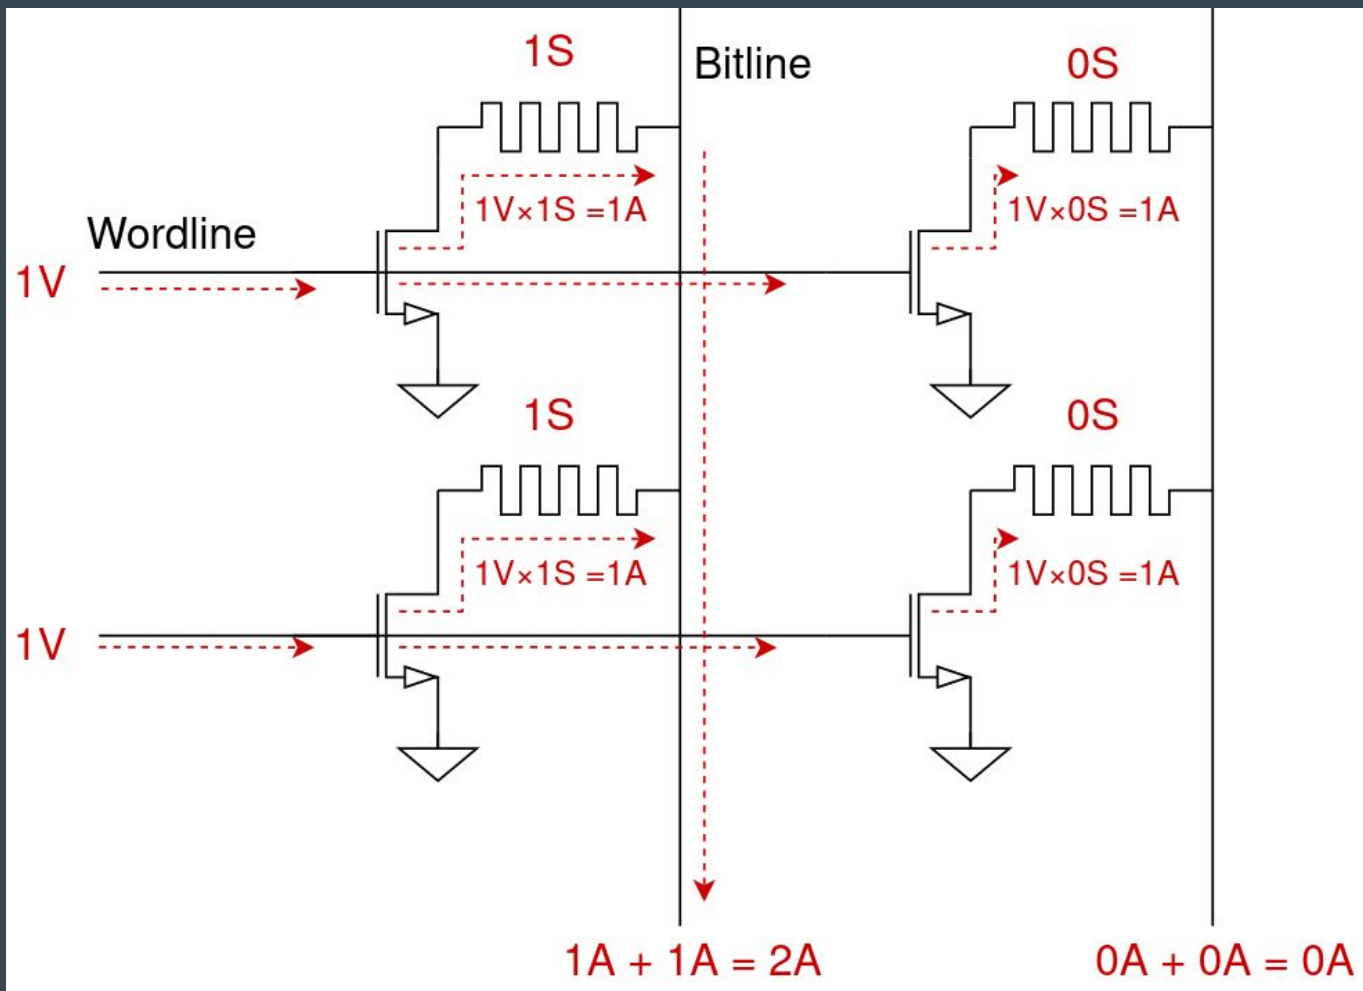 1S
Bitline
0S
1V×1S =1A
1V×0S =1A
Wordline
1V
1S
0S
1V×1S =1A
1V×0S =1A
1V
1A + 1A = 2A
0A + 0A = 0A